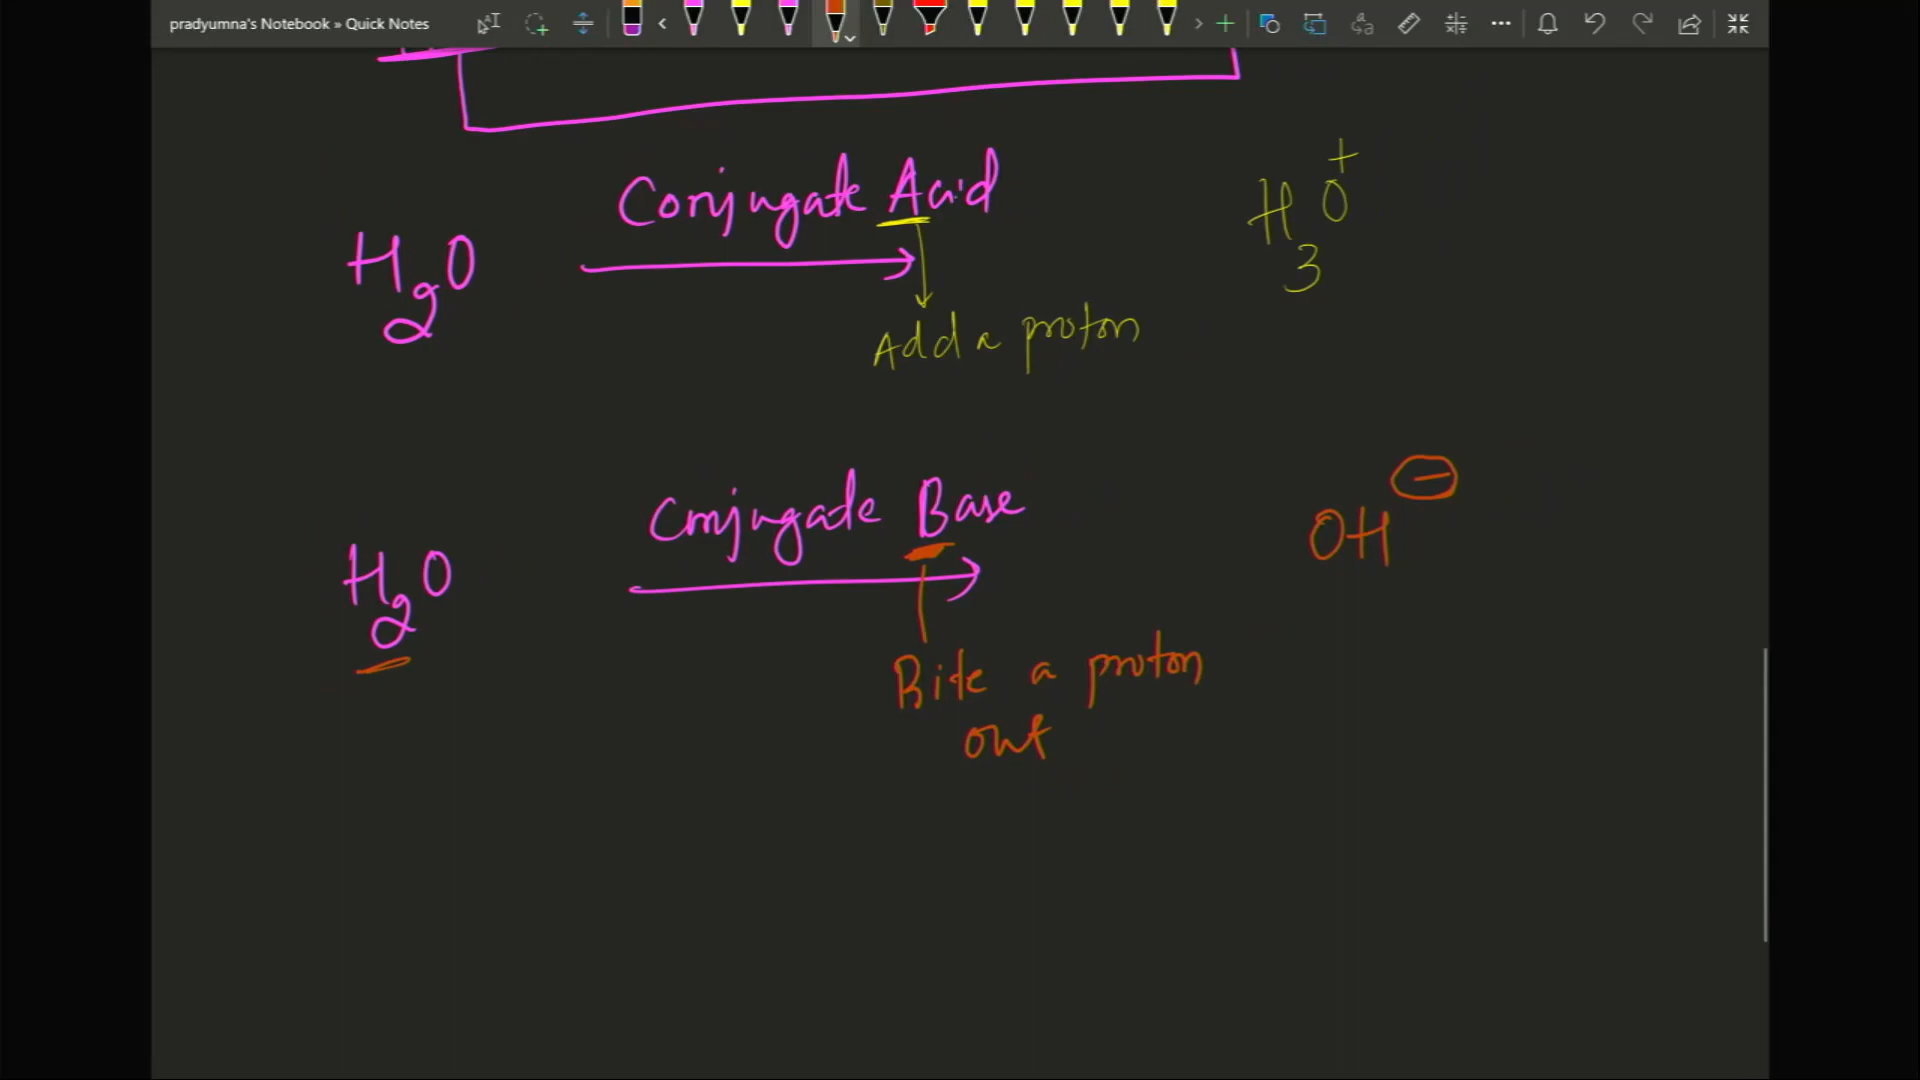 pradyumna's Notebook » Quick Notes
Conjugate Acid
H2O
H3O+
Add a proton
Conjugate Base
H2O
OH−
Bite a proton
out